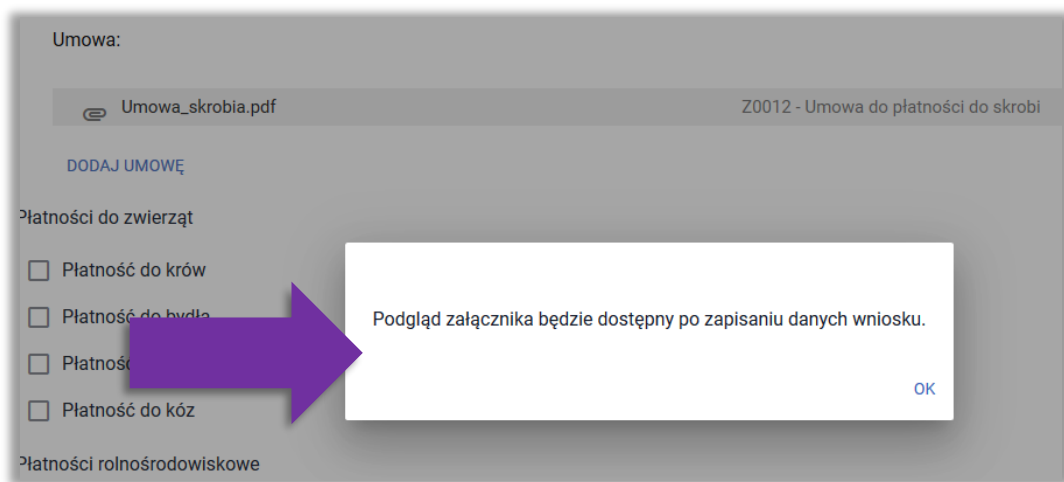 Umowa:
Umowa_skrobia.pdf Z0012 - Umowa do płatności do skrobi
DODAJ UMOWĘ
Płatności do zwierząt
Płatność do krów
Płatność do bydła
Podgląd załącznika będzie dostępny po zapisaniu danych wniosku.
OK
Płatność do kóz
Płatności rolnośrodowiskowe